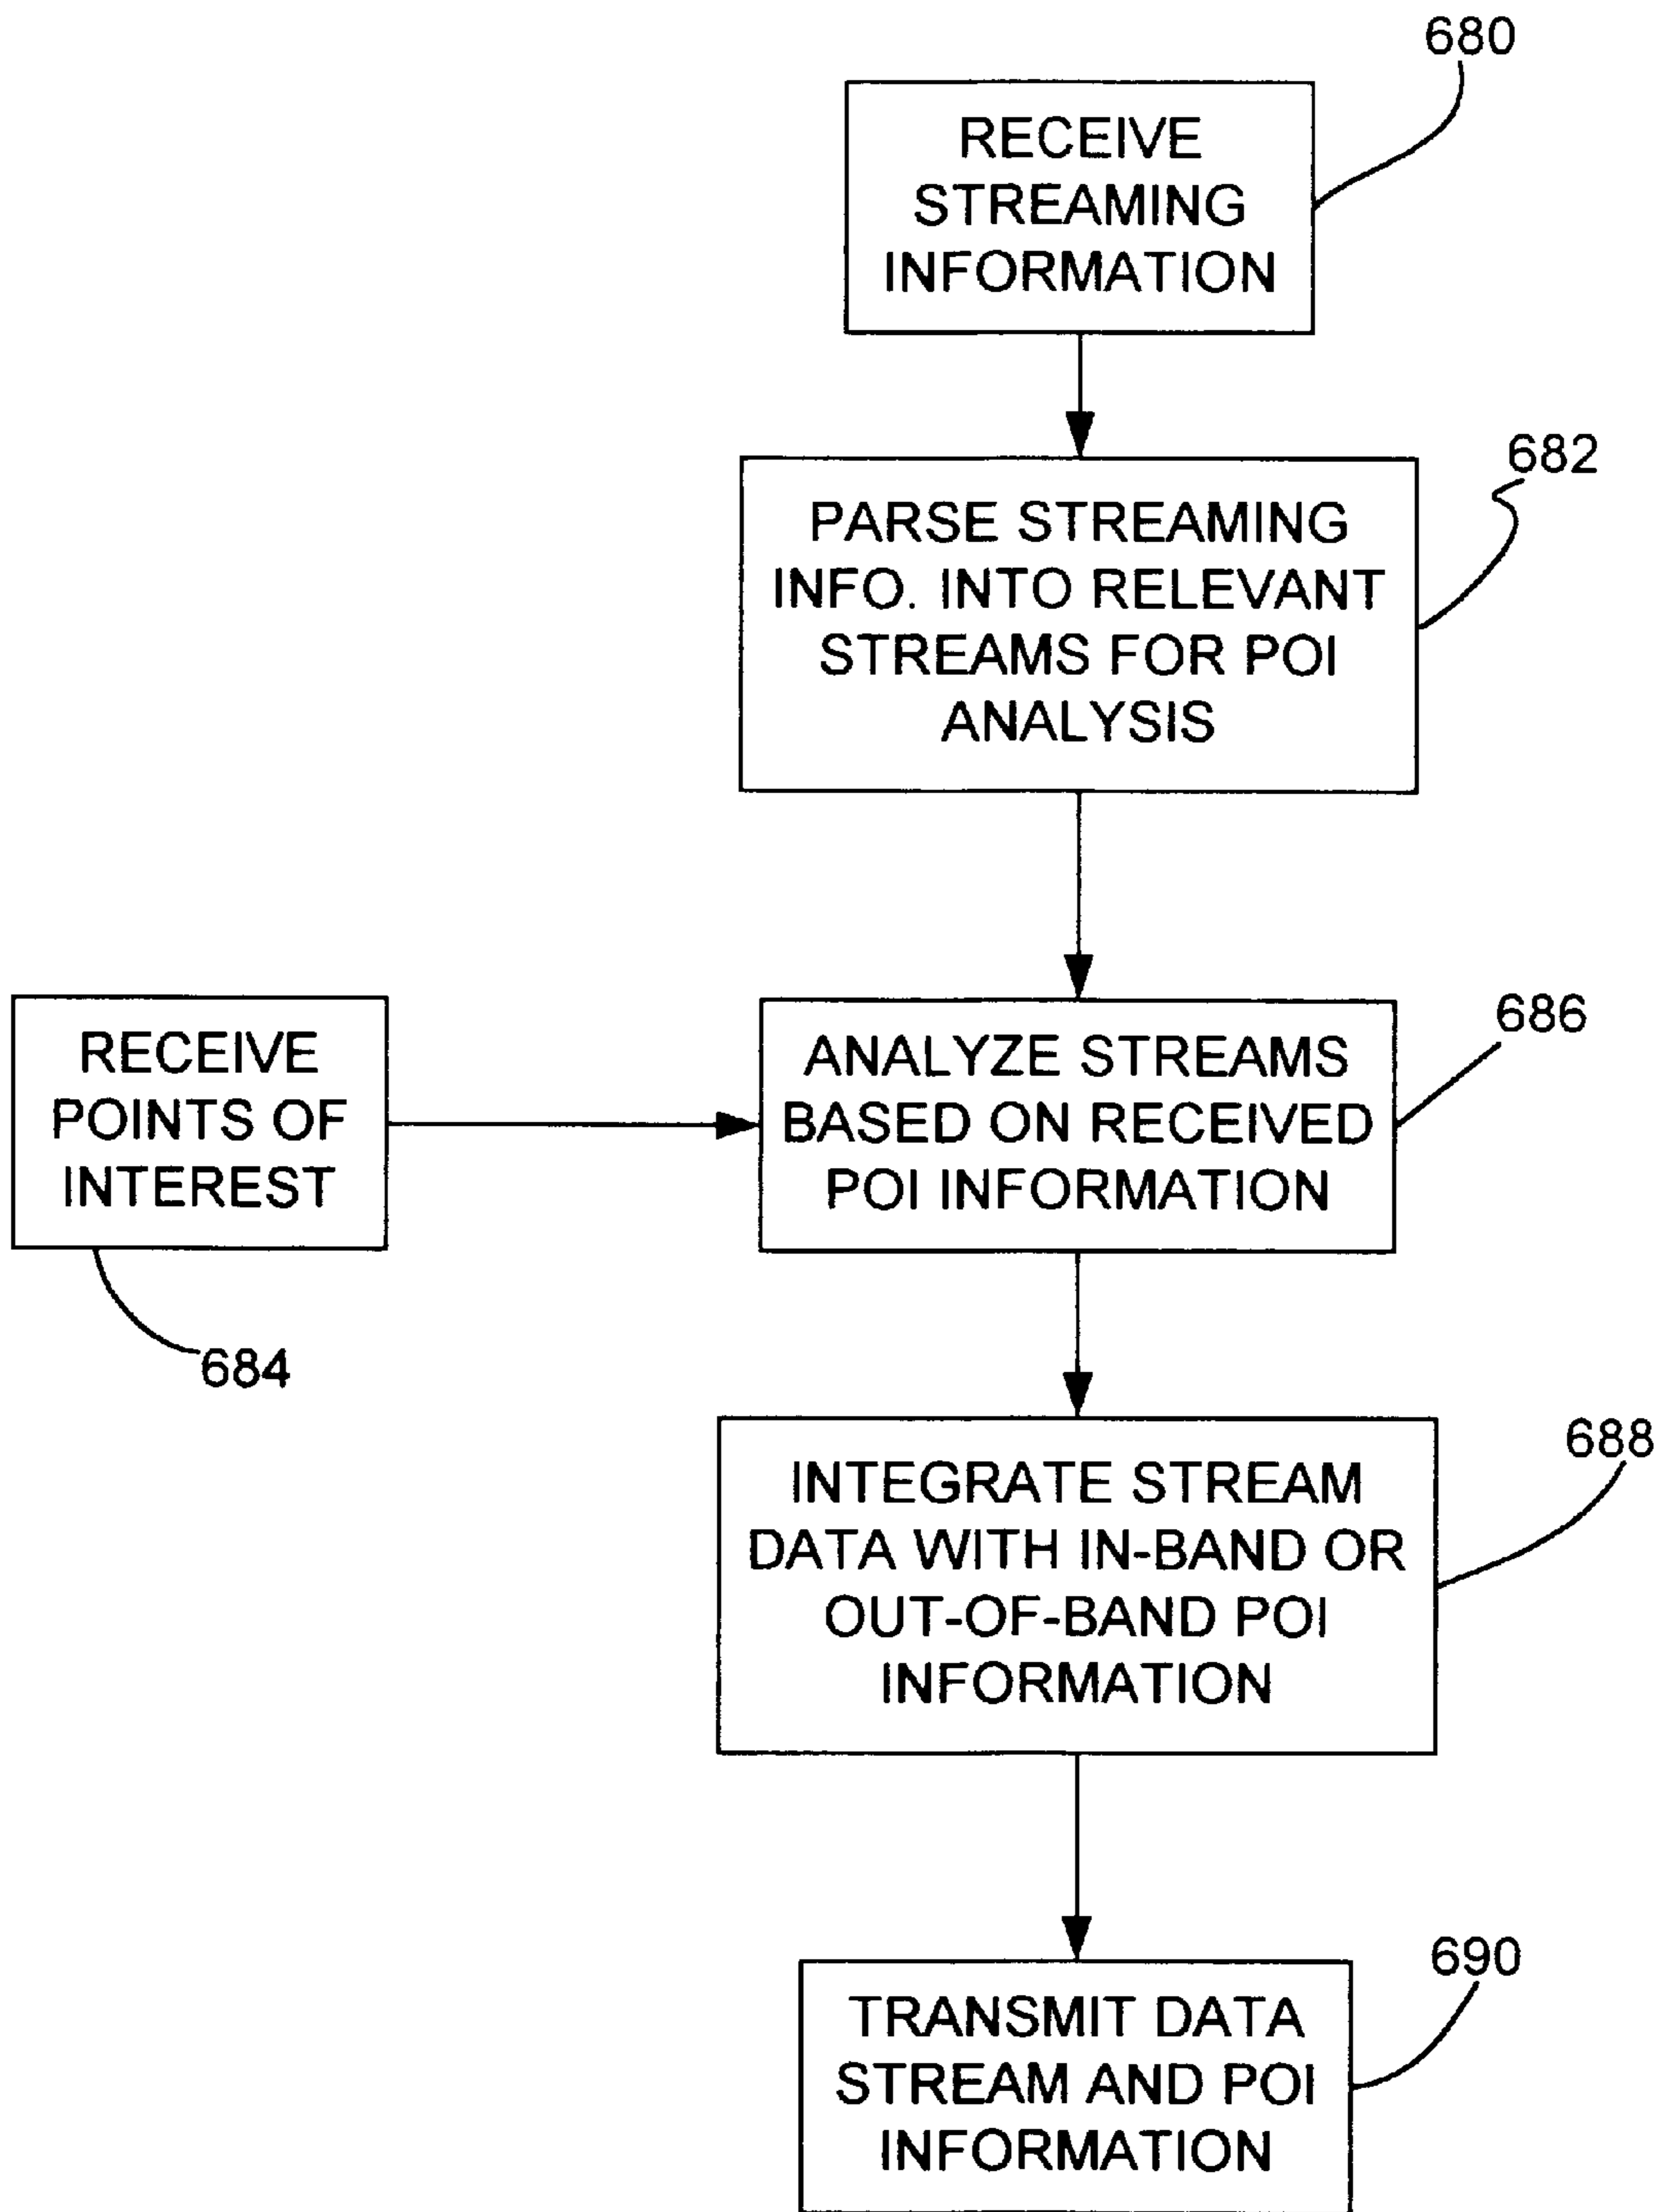 680
RECEIVE
STREAMING
INFORMATION
682
PARSE STREAMING
INFO. INTO RELEVANT
STREAMS FOR POI
ANALYSIS
RECEIVE
POINTS OF
INTEREST
684
686
ANALYZE STREAMS
BASED ON RECEIVED
POI INFORMATION
688
INTEGRATE STREAM
DATA WITH IN-BAND OR
OUT-OF-BAND POI
INFORMATION
690
TRANSMIT DATA
STREAM AND POI
INFORMATION